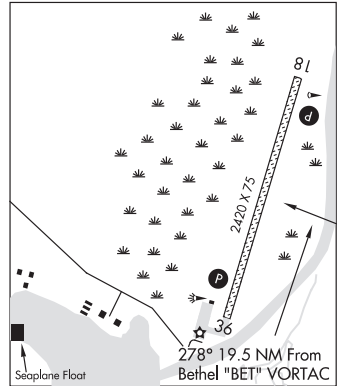 18
P
2420 X 75
P
36
278° 19.5 NM From
Bethel "BET" VORTAC
Seaplane Float